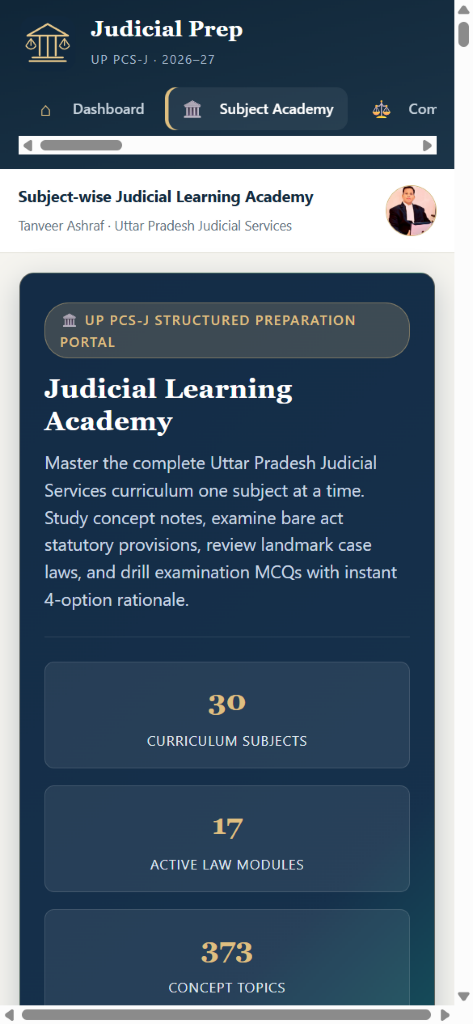 Judicial Prep
UP PCS-J · 2026–27
Dashboard
Subject Academy
Com
Subject-wise Judicial Learning Academy
Tanveer Ashraf · Uttar Pradesh Judicial Services
UP PCS-J STRUCTURED PREPARATION
PORTAL
Judicial Learning
Academy
Master the complete Uttar Pradesh Judicial
Services curriculum one subject at a time.
Study concept notes, examine bare act
statutory provisions, review landmark case
laws, and drill examination MCQs with instant
4-option rationale.
30
CURRICULUM SUBJECTS
17
ACTIVE LAW MODULES
373
CONCEPT TOPICS